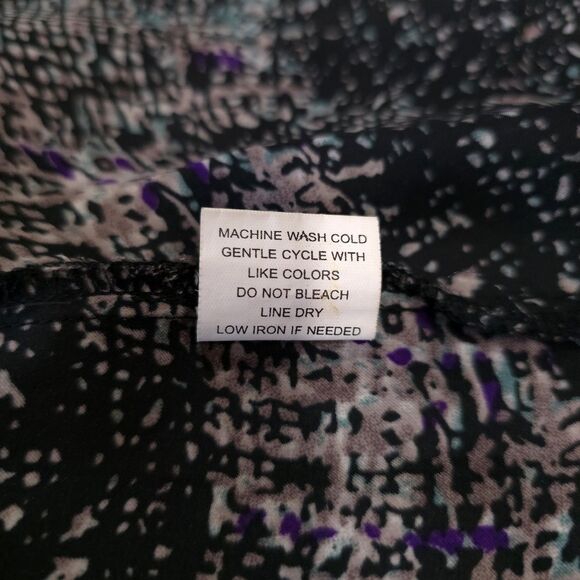 MACHINE WASH COLD
GENTLE CYCLE WITH
LIKE COLORS
DO NOT BLEACH
LINE DRY
LOW IRON IF NEEDED